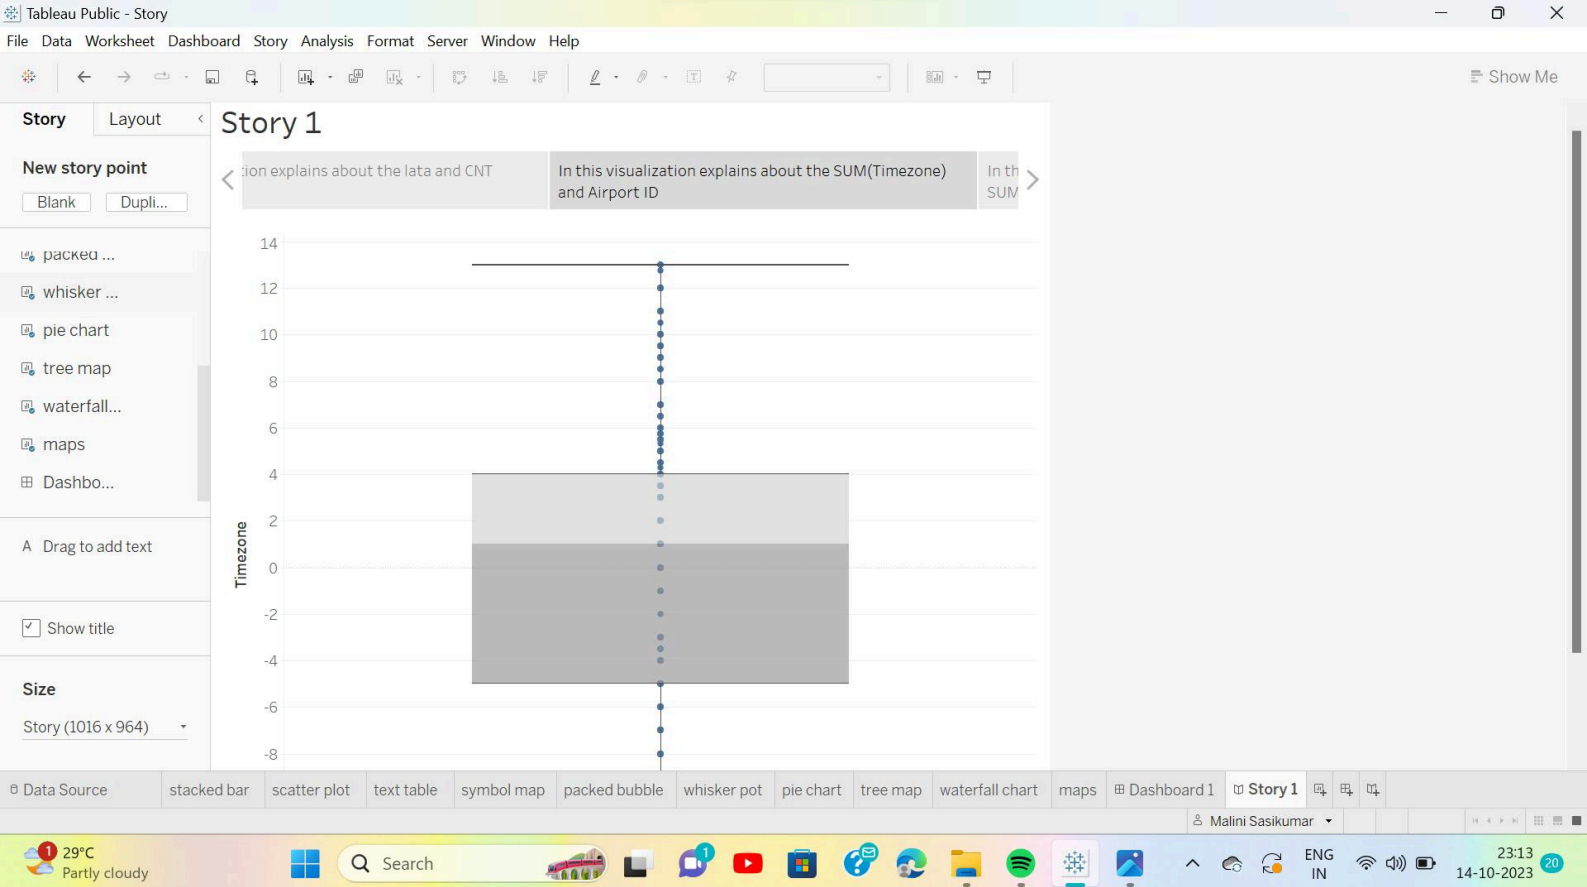 Tableau Public - Story
File Data Worksheet Dashboard Story Analysis Format Server Window Help
Show Me
Story Layout
Story 1
New story point
Blank Dupli...
tion explains about the Iata and CNT
In this visualization explains about the SUM(Timezone)
and Airport ID
In th
SUM
packed ...
whisker ...
pie chart
tree map
waterfall...
maps
Dashbo...
A Drag to add text
Show title
Size
Story (1016 x 964)
14
12
10
8
6
4
2
0
-2
-4
-6
-8
Timezone
Data Source stacked bar scatter plot text table symbol map packed bubble whisker pot pie chart tree map waterfall chart maps Dashboard 1 Story 1
Malini Sasikumar
1
29°C
Partly cloudy
Search
1
ENG
IN
23:13
14-10-2023
20